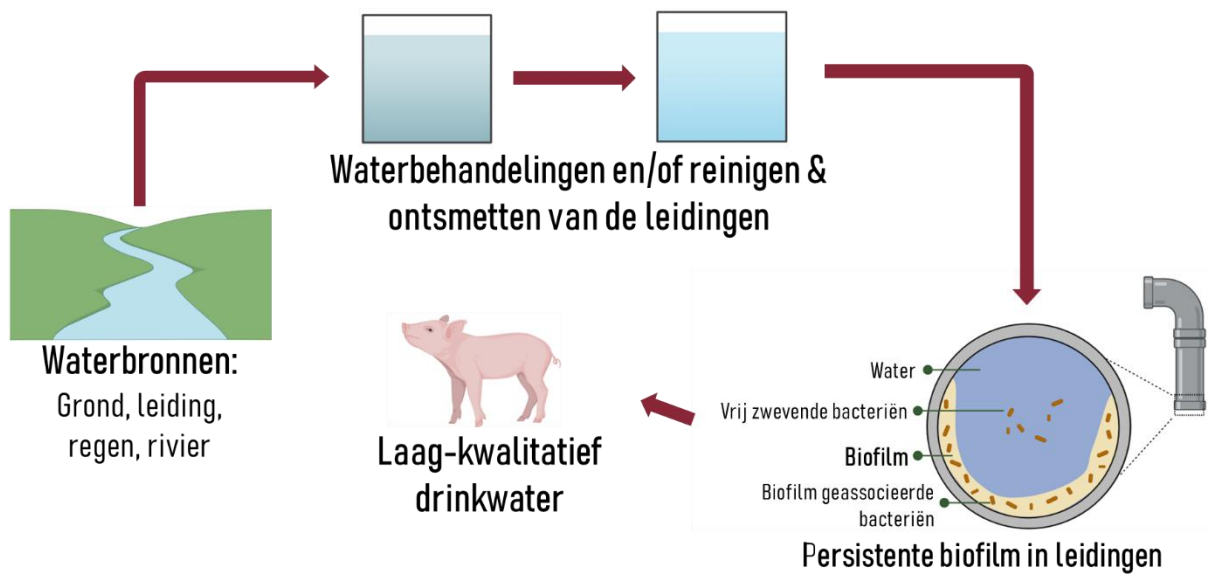 Waterbehandelingen en/of reinigen &
ontsmetten van de leidingen
Waterbronnen:
Grond, leiding,
regen, rivier
Laag-kwalitatief
drinkwater
Water
Vrij zwevende bacteriën
Biofilm
Biofilm geassocieerde
bacteriën
Persistente biofilm in leidingen